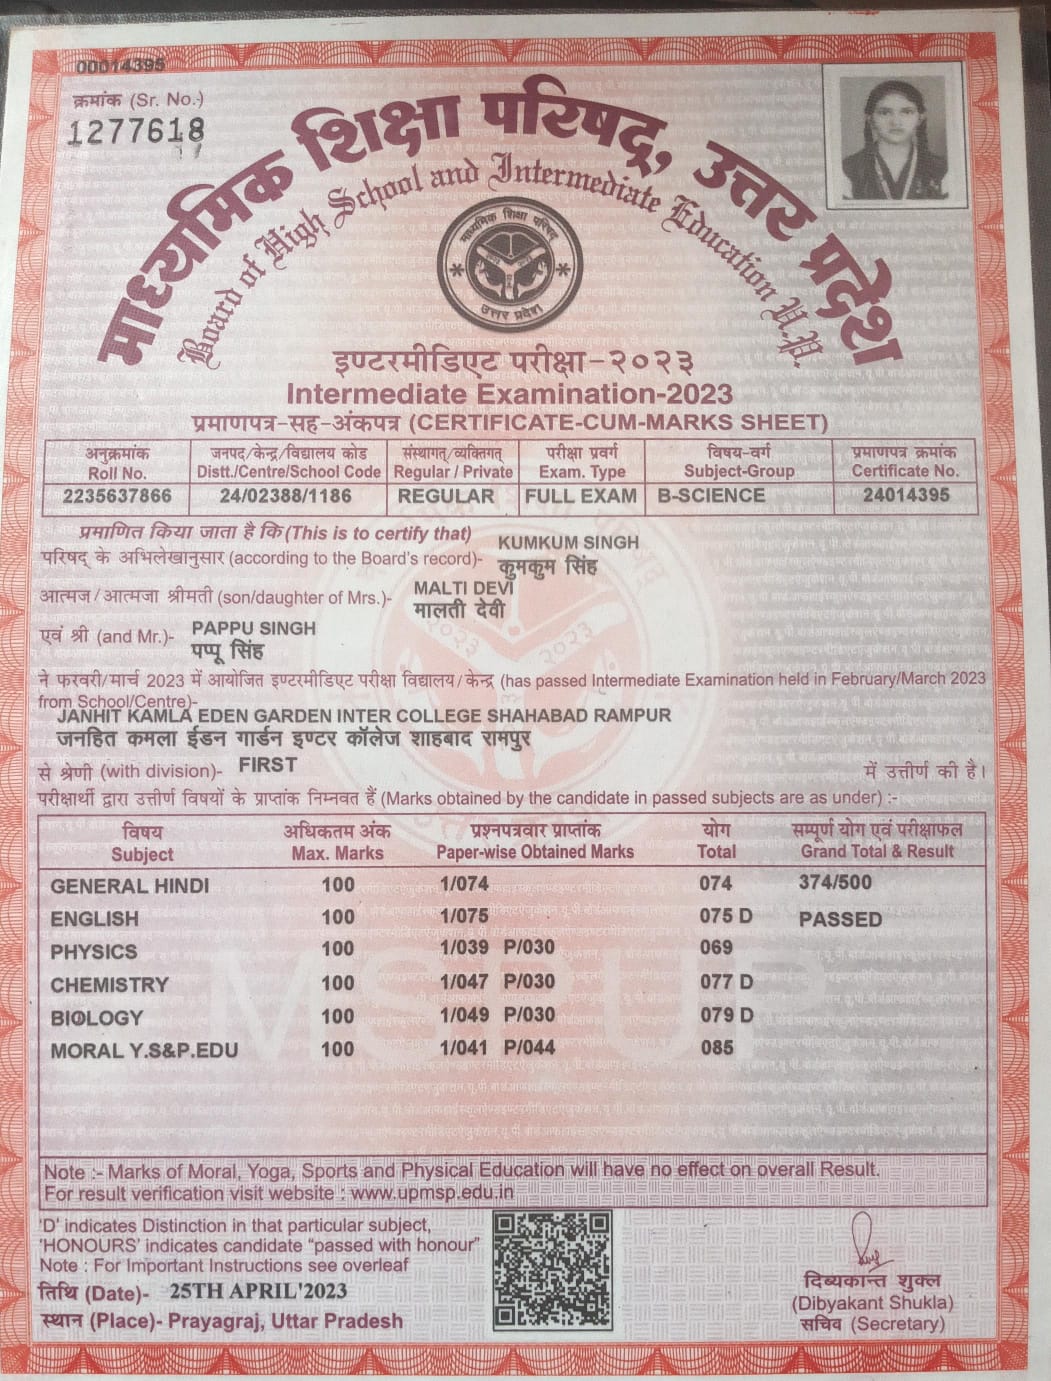 00014395
क्रमांक (Sr. No.)
1277618
माध्यमिक शिक्षा परिषद्, उत्तर प्रदेश
Board of High School and Intermediate Education U.P.
माध्यमिक शिक्षा परिषद्
उत्तर प्रदेश
इण्टरमीडिएट परीक्षा-२०२३
Intermediate Examination-2023
प्रमाणपत्र-सह-अंकपत्र (CERTIFICATE-CUM-MARKS SHEET)
अनुक्रमांक जनपद/केन्द्र/विद्यालय कोड संस्थागत्/व्यक्तिगत् परीक्षा प्रवर्ग विषय-वर्ग प्रमाणपत्र क्रमांक
Roll No. Distt./Centre/School Code Regular / Private Exam. Type Subject-Group Certificate No.
2235637866 24/02388/1186 REGULAR FULL EXAM B-SCIENCE 24014395
प्रमाणित किया जाता है कि (This is to certify that) KUMKUM SINGH
परिषद् के अभिलेखानुसार (according to the Board's record)- कुमकुम सिंह
MALTI DEVI
आत्मज/आत्मजा श्रीमती (son/daughter of Mrs.)- मालती देवी
PAPPU SINGH
एवं श्री (and Mr.)- पप्पू सिंह
ने फरवरी/मार्च 2023 में आयोजित इण्टरमीडिएट परीक्षा विद्यालय/केन्द्र (has passed Intermediate Examination held in February/March 2023
from School/Centre)-
JANHIT KAMLA EDEN GARDEN INTER COLLEGE SHAHABAD RAMPUR
जनहित कमला ईडन गार्डन इण्टर कॉलेज शाहबाद रामपुर
से श्रेणी (with division)- FIRST में उत्तीर्ण की है।
परीक्षार्थी द्वारा उत्तीर्ण विषयों के प्राप्तांक निम्नवत हैं (Marks obtained by the candidate in passed subjects are as under) :-
विषय अधिकतम अंक प्रश्नपत्रवार प्राप्तांक योग सम्पूर्ण योग एवं परीक्षाफल
Subject Max. Marks Paper-wise Obtained Marks Total Grand Total & Result
GENERAL HINDI 100 1/074 074 374/500
ENGLISH 100 1/075 075 D PASSED
PHYSICS 100 1/039 P/030 069
CHEMISTRY 100 1/047 P/030 077 D
BIOLOGY 100 1/049 P/030 079 D
MORAL Y.S&P.EDU 100 1/041 P/044 085
MSPUP
Note :- Marks of Moral, Yoga, Sports and Physical Education will have no effect on overall Result.
For result verification visit website : www.upmsp.edu.in
'D' indicates Distinction in that particular subject,
'HONOURS' indicates candidate "passed with honour"
Note : For Important Instructions see overleaf
तिथि (Date)- 25TH APRIL'2023
स्थान (Place)- Prayagraj, Uttar Pradesh
दिब्यकान्त शुक्ल
(Dibyakant Shukla)
सचिव (Secretary)